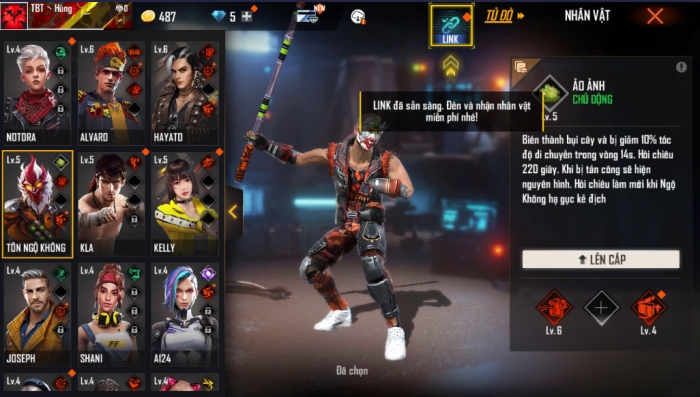 TBT - Hùng
487
5
NEW
LINK
TỦ ĐỒ
NHÂN VẬT
Lv.4
Lv.6
Lv.4
NOTORA
ALVARO
HAYATO
LINK đã sẵn sàng. Đến và nhận nhân vật
miễn phí nhé!
ẢO ẢNH
CHỦ ĐỘNG
Lv.5
Biến thành bụi cây và bị giảm 10% tốc
độ di chuyển trong vòng 14s. Hồi chiêu
220 giây. Khi bị tấn công sẽ hiện
nguyên hình. Hồi chiêu làm mới khi Ngộ
Không hạ gục kẻ địch
Lv.5
Lv.5
Lv.5
TÔN NGỘ KHÔNG
KLA
KELLY
LÊN CẤP
Lv.4
Lv.4
Lv.4
FF
JOSEPH
SHANI
A124
Lv.6
Lv.4
Đã chọn
Lv.4
Lv.4
Lv.4